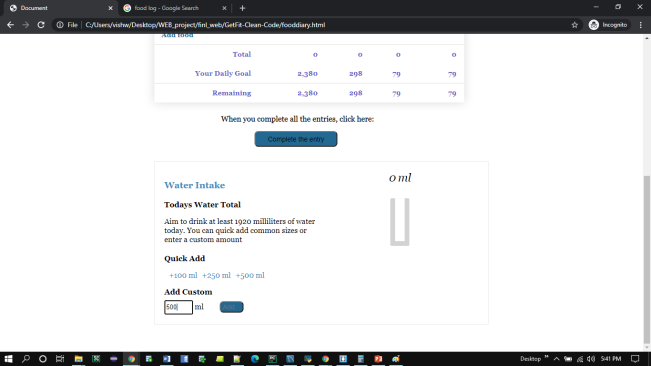 Document
food log - Google Search
File
C:/Users/vishw/Desktop/WEB_project/finl_web/GetFit-Clean-Code/fooddiary.html
Incognito
Add food
Total 0 0 0 0
Your Daily Goal 2,380 298 79 79
Remaining 2,380 298 79 79
When you complete all the entries, click here:
Complete the entry
0 ml
Water Intake
Todays Water Total
Aim to drink at least 1920 milliliters of water
today. You can quick add common sizes or
enter a custom amount
Quick Add
+100 ml +250 ml +500 ml
Add Custom
500 ml
Desktop
5:41 PM